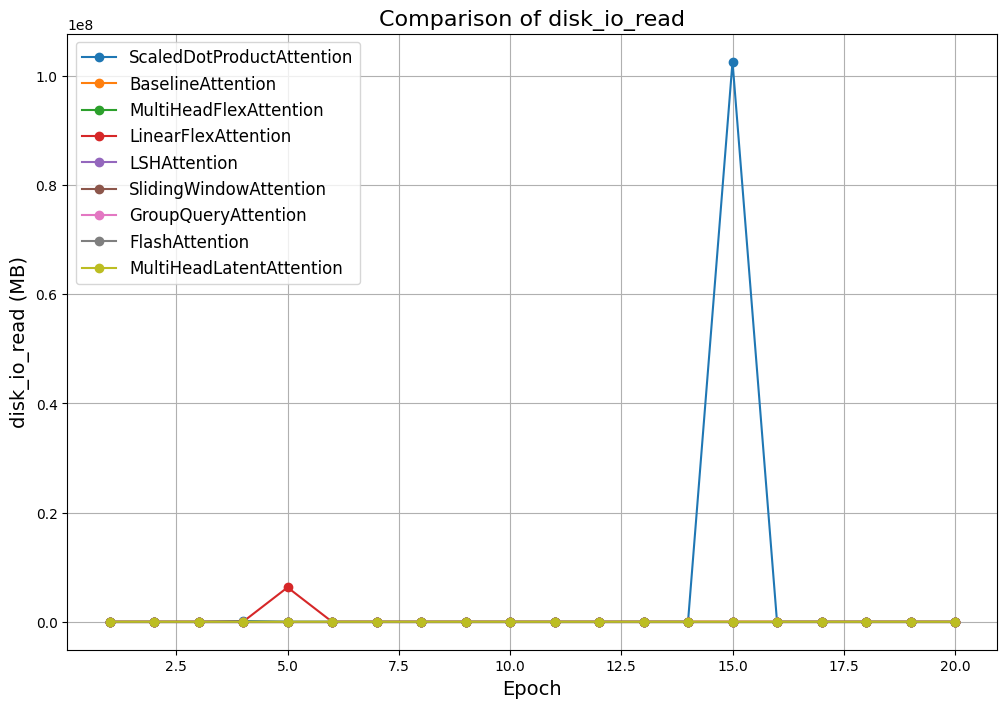 Comparison of disk_io_read
1e8
ScaledDotProductAttention
BaselineAttention
MultiHeadFlexAttention
LinearFlexAttention
LSHAttention
SlidingWindowAttention
GroupQueryAttention
FlashAttention
MultiHeadLatentAttention
disk_io_read (MB)
1.0
0.8
0.6
0.4
0.2
0.0
2.5 5.0 7.5 10.0 12.5 15.0 17.5 20.0
Epoch